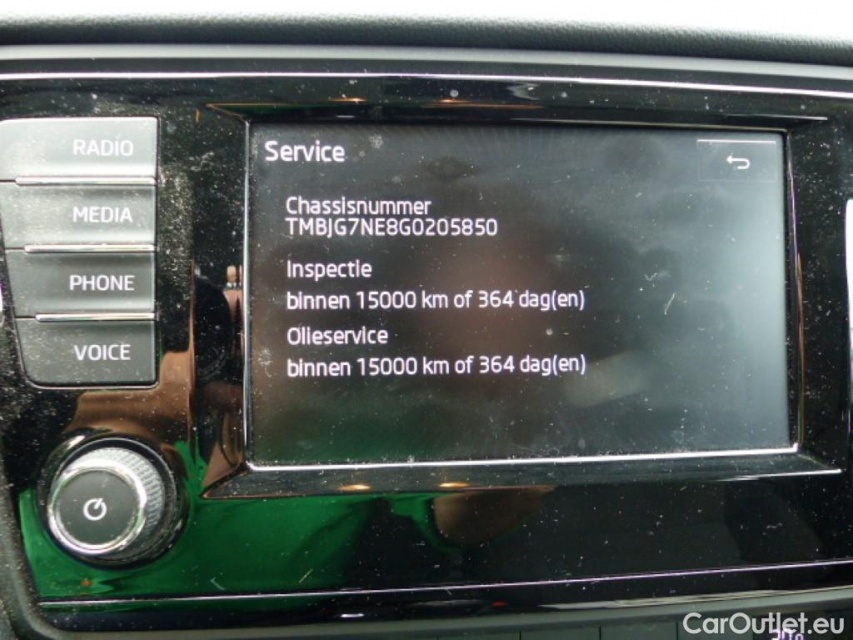 RADIO
MEDIA
PHONE
VOICE
Service
Chassisnummer
TMBJG7NE8G0205850
Inspectie
binnen 15000 km of 364 dag(en)
Olieservice
binnen 15000 km of 364 dag(en)
CarOutlet.eu